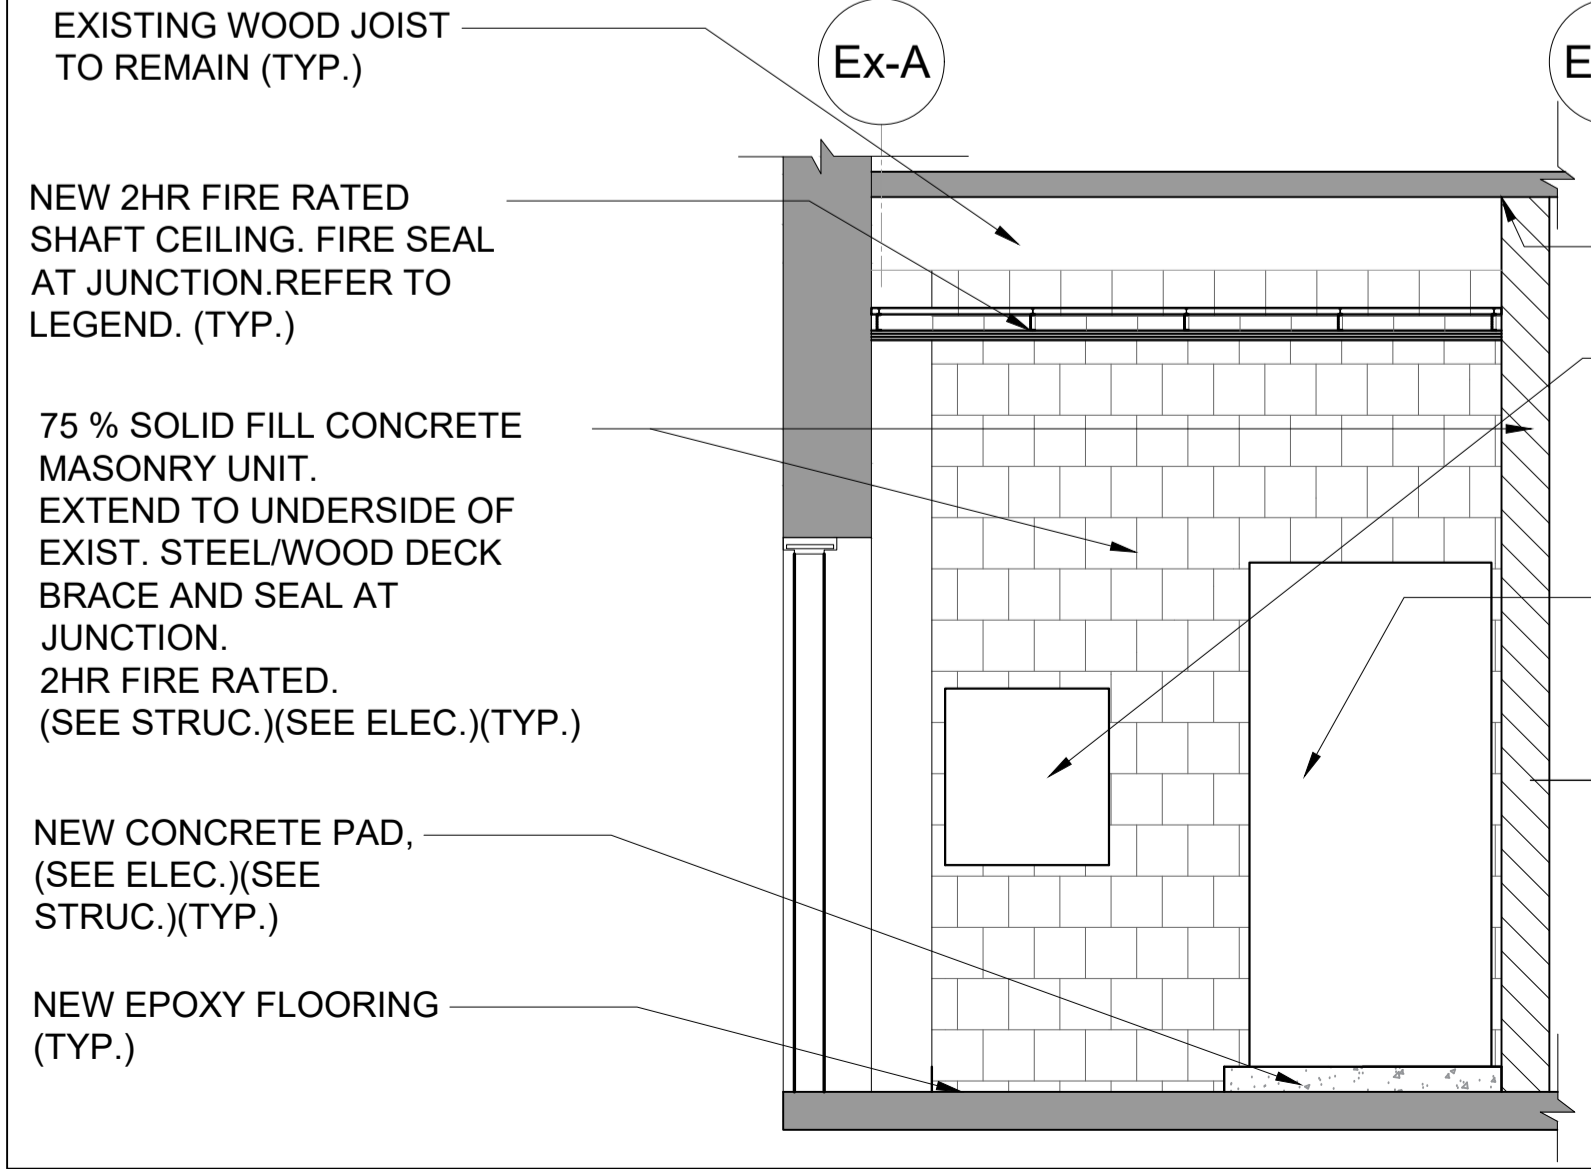 EXISTING WOOD JOIST
TO REMAIN (TYP.)
Ex-A
E
NEW 2HR FIRE RATED
SHAFT CEILING. FIRE SEAL
AT JUNCTION.REFER TO
LEGEND. (TYP.)
75 % SOLID FILL CONCRETE
MASONRY UNIT.
EXTEND TO UNDERSIDE OF
EXIST. STEEL/WOOD DECK
BRACE AND SEAL AT
JUNCTION.
2HR FIRE RATED.
(SEE STRUC.)(SEE ELEC.)(TYP.)
NEW CONCRETE PAD,
(SEE ELEC.)(SEE
STRUC.)(TYP.)
NEW EPOXY FLOORING
(TYP.)